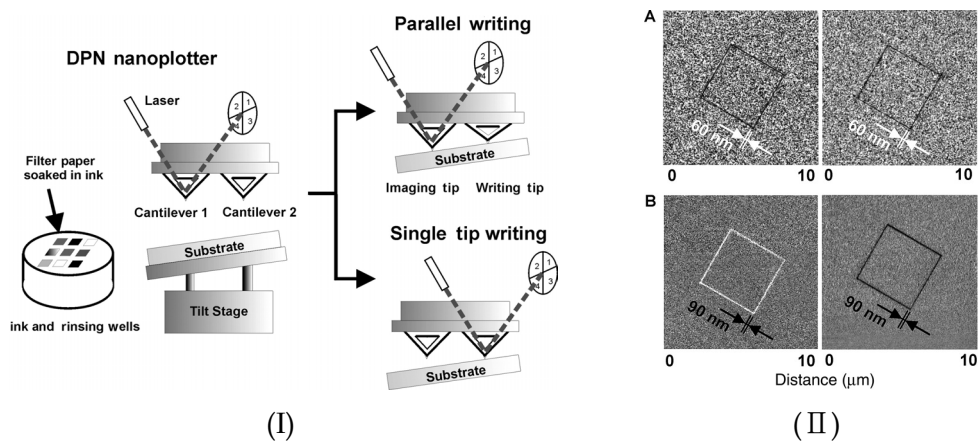 DPN nanoplotter
Laser
2 1
4 3
Filter paper
soaked in ink
Cantilever 1 Cantilever 2
Substrate
Tilt Stage
ink and rinsing wells
Parallel writing
2 1
4 3
Substrate
Imaging tip Writing tip
Single tip writing
2 1
4 3
Substrate
(I)
A
60 nm 60 nm
0 10 0 10
B
90 nm 90 nm
0 10 0 10
Distance (μm)
(Ⅱ)